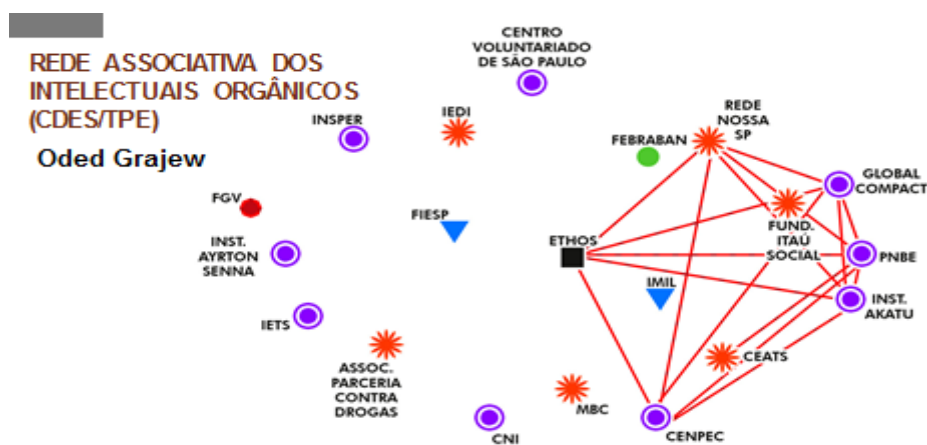 REDE ASSOCIATIVA DOS
INTELECTUAIS ORGÂNICOS
(CDES/TPE)
Oded Grajew
CENTRO
VOLUNTARIADO
DE SÃO PAULO
IEDI
INSPER
REDE
NOSSA
SP
FEBRABAN
GLOBAL
COMPACT
FGV
FIESP
FUND.
ITAÚ
SOCIAL
INST.
AYRTON
SENNA
ETHOS
PNBE
IMIL
INST.
AKATU
IETS
CEATS
ASSOC.
PARCERIA
CONTRA
DROGAS
MBC
CNI
CENPEC